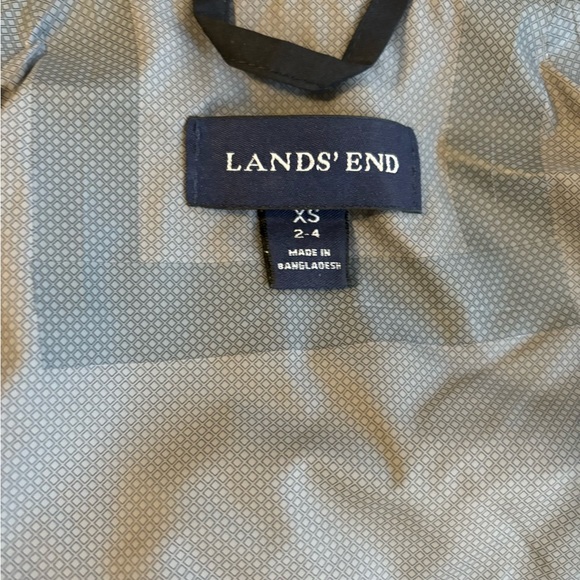 LANDS' END
XS
2-4
MADE IN
BANGLADESH